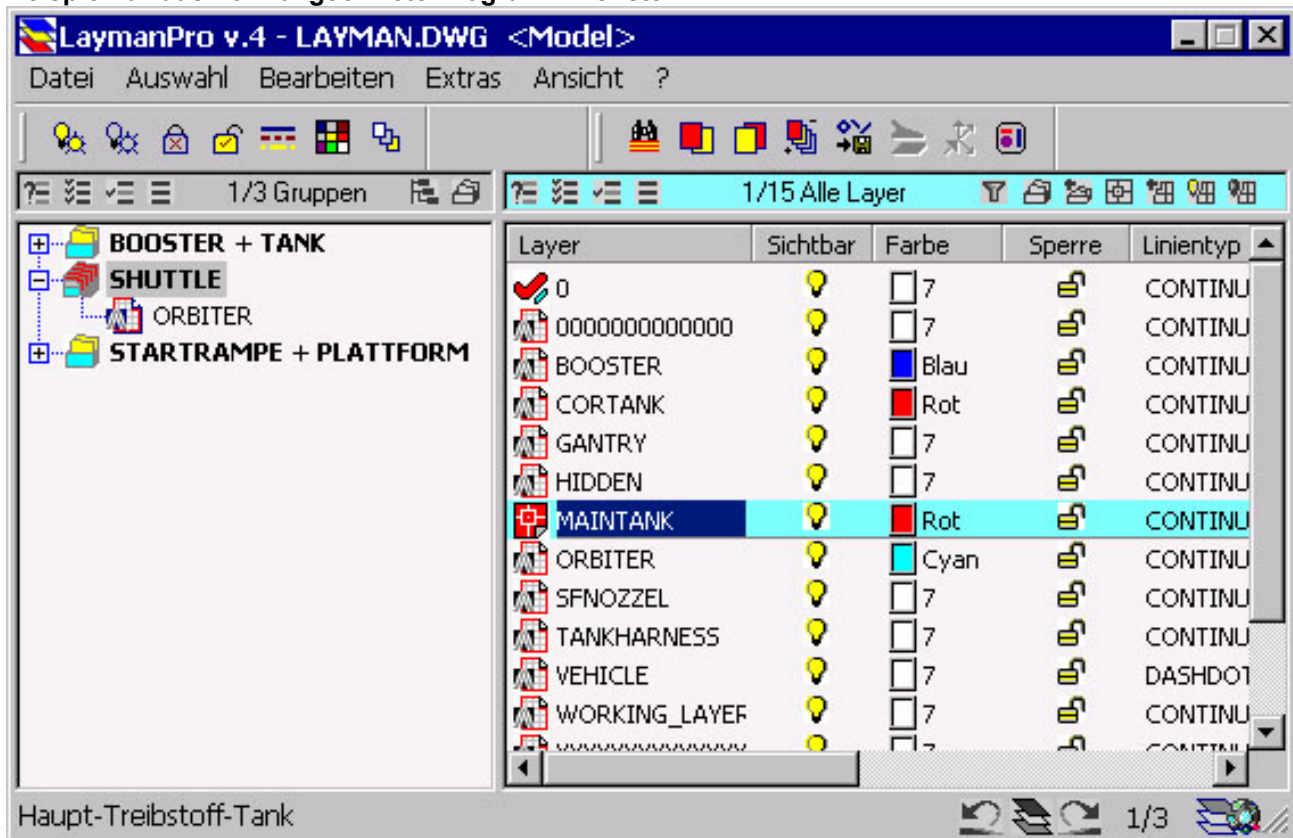 LaymanPro v.4 - LAYMAN.DWG <Model>
Datei Auswahl Bearbeiten Extras Ansicht ?
1/3 Gruppen
1/15 Alle Layer
BOOSTER + TANK
SHUTTLE
ORBITER
STARTRAMPE + PLATTFORM
Layer Sichtbar Farbe Sperre Linientyp
0 7 CONTINU
0000000000000 7 CONTINU
BOOSTER Blau CONTINU
CORTANK Rot CONTINU
GANTRY 7 CONTINU
HIDDEN 7 CONTINU
MAINTANK Rot CONTINU
ORBITER Cyan CONTINU
SFNOZZEL 7 CONTINU
TANKHARNESS 7 CONTINU
VEHICLE 7 DASHDOT
WORKING_LAYER 7 CONTINU
Haupt-Treibstoff-Tank 1/3